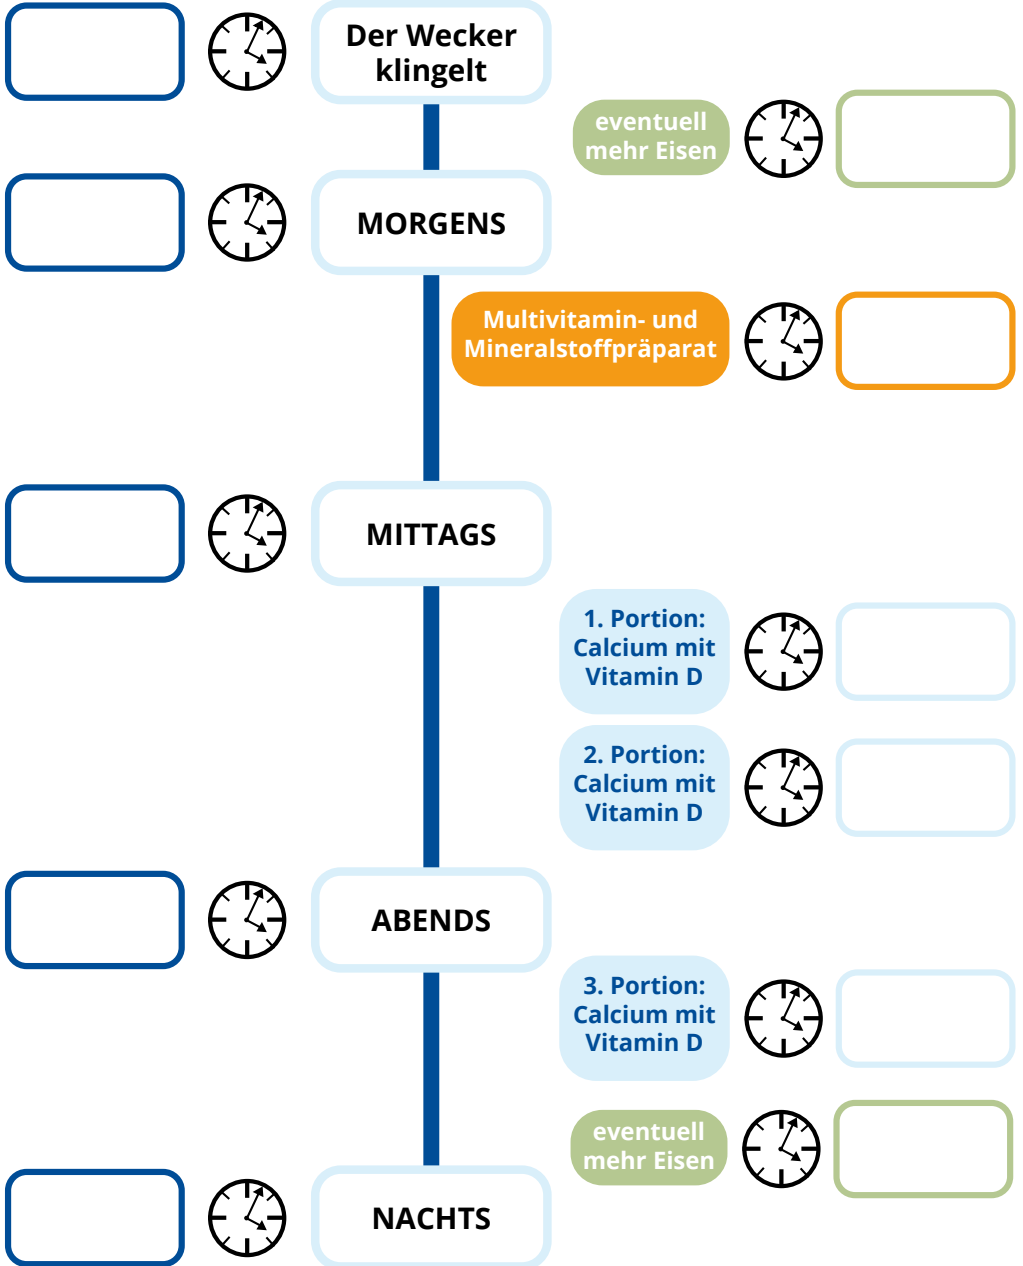 Der Wecker
klingelt
eventuell
mehr Eisen
MORGENS
Multivitamin- und
Mineralstoffpräparat
MITTAGS
1. Portion:
Calcium mit
Vitamin D
2. Portion:
Calcium mit
Vitamin D
ABENDS
3. Portion:
Calcium mit
Vitamin D
eventuell
mehr Eisen
NACHTS